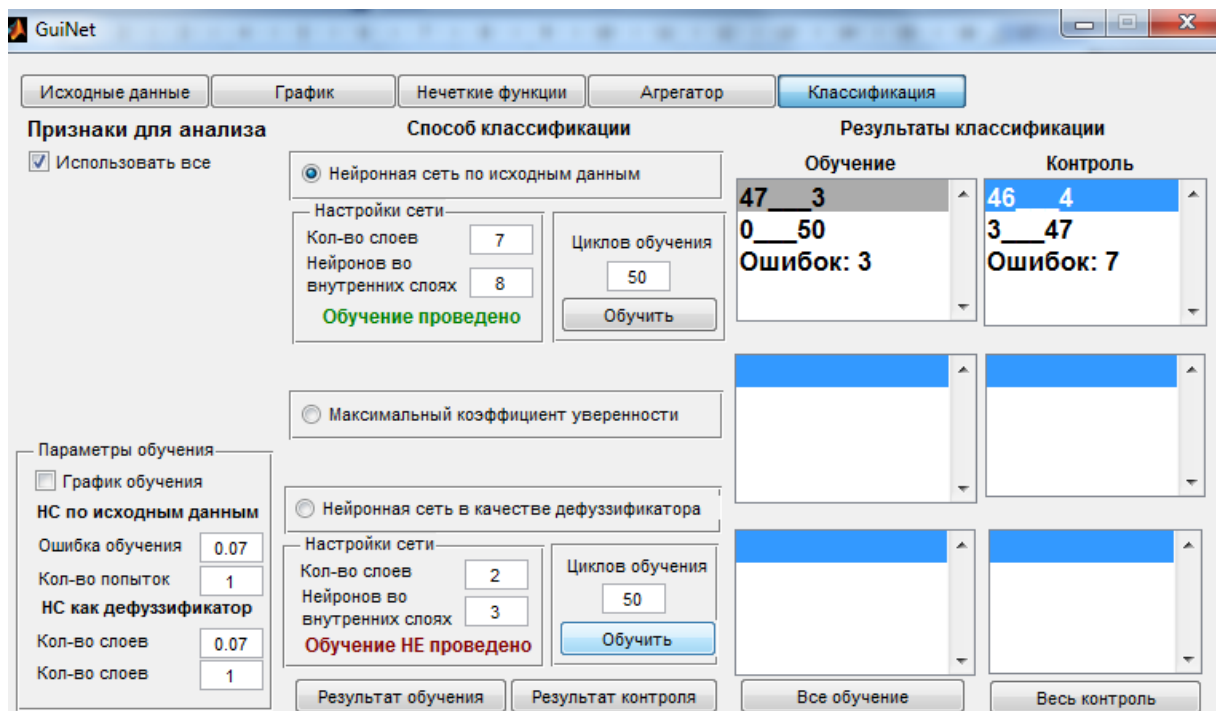 GuiNet
Исходные данные
График
Нечеткие функции
Агрегатор
Классификация
Признаки для анализа
Использовать все
Способ классификации
Нейронная сеть по исходным данным
Настройки сети
Кол-во слоев 7
Нейронов во
внутренних слоях 8
Обучение проведено
Циклов обучения
50
Обучить
Максимальный коэффициент уверенности
Нейронная сеть в качестве дефуззификатора
Настройки сети
Кол-во слоев 2
Нейронов во
внутренних слоях 3
Обучение НЕ проведено
Циклов обучения
50
Обучить
Параметры обучения
График обучения
НС по исходным данным
Ошибка обучения 0.07
Кол-во попыток 1
НС как дефуззификатор
Кол-во слоев 0.07
Кол-во слоев 1
Результат обучения
Результат контроля
Результаты классификации
Обучение
47___3
0___50
Ошибок: 3
Контроль
46___4
3___47
Ошибок: 7
Все обучение
Весь контроль